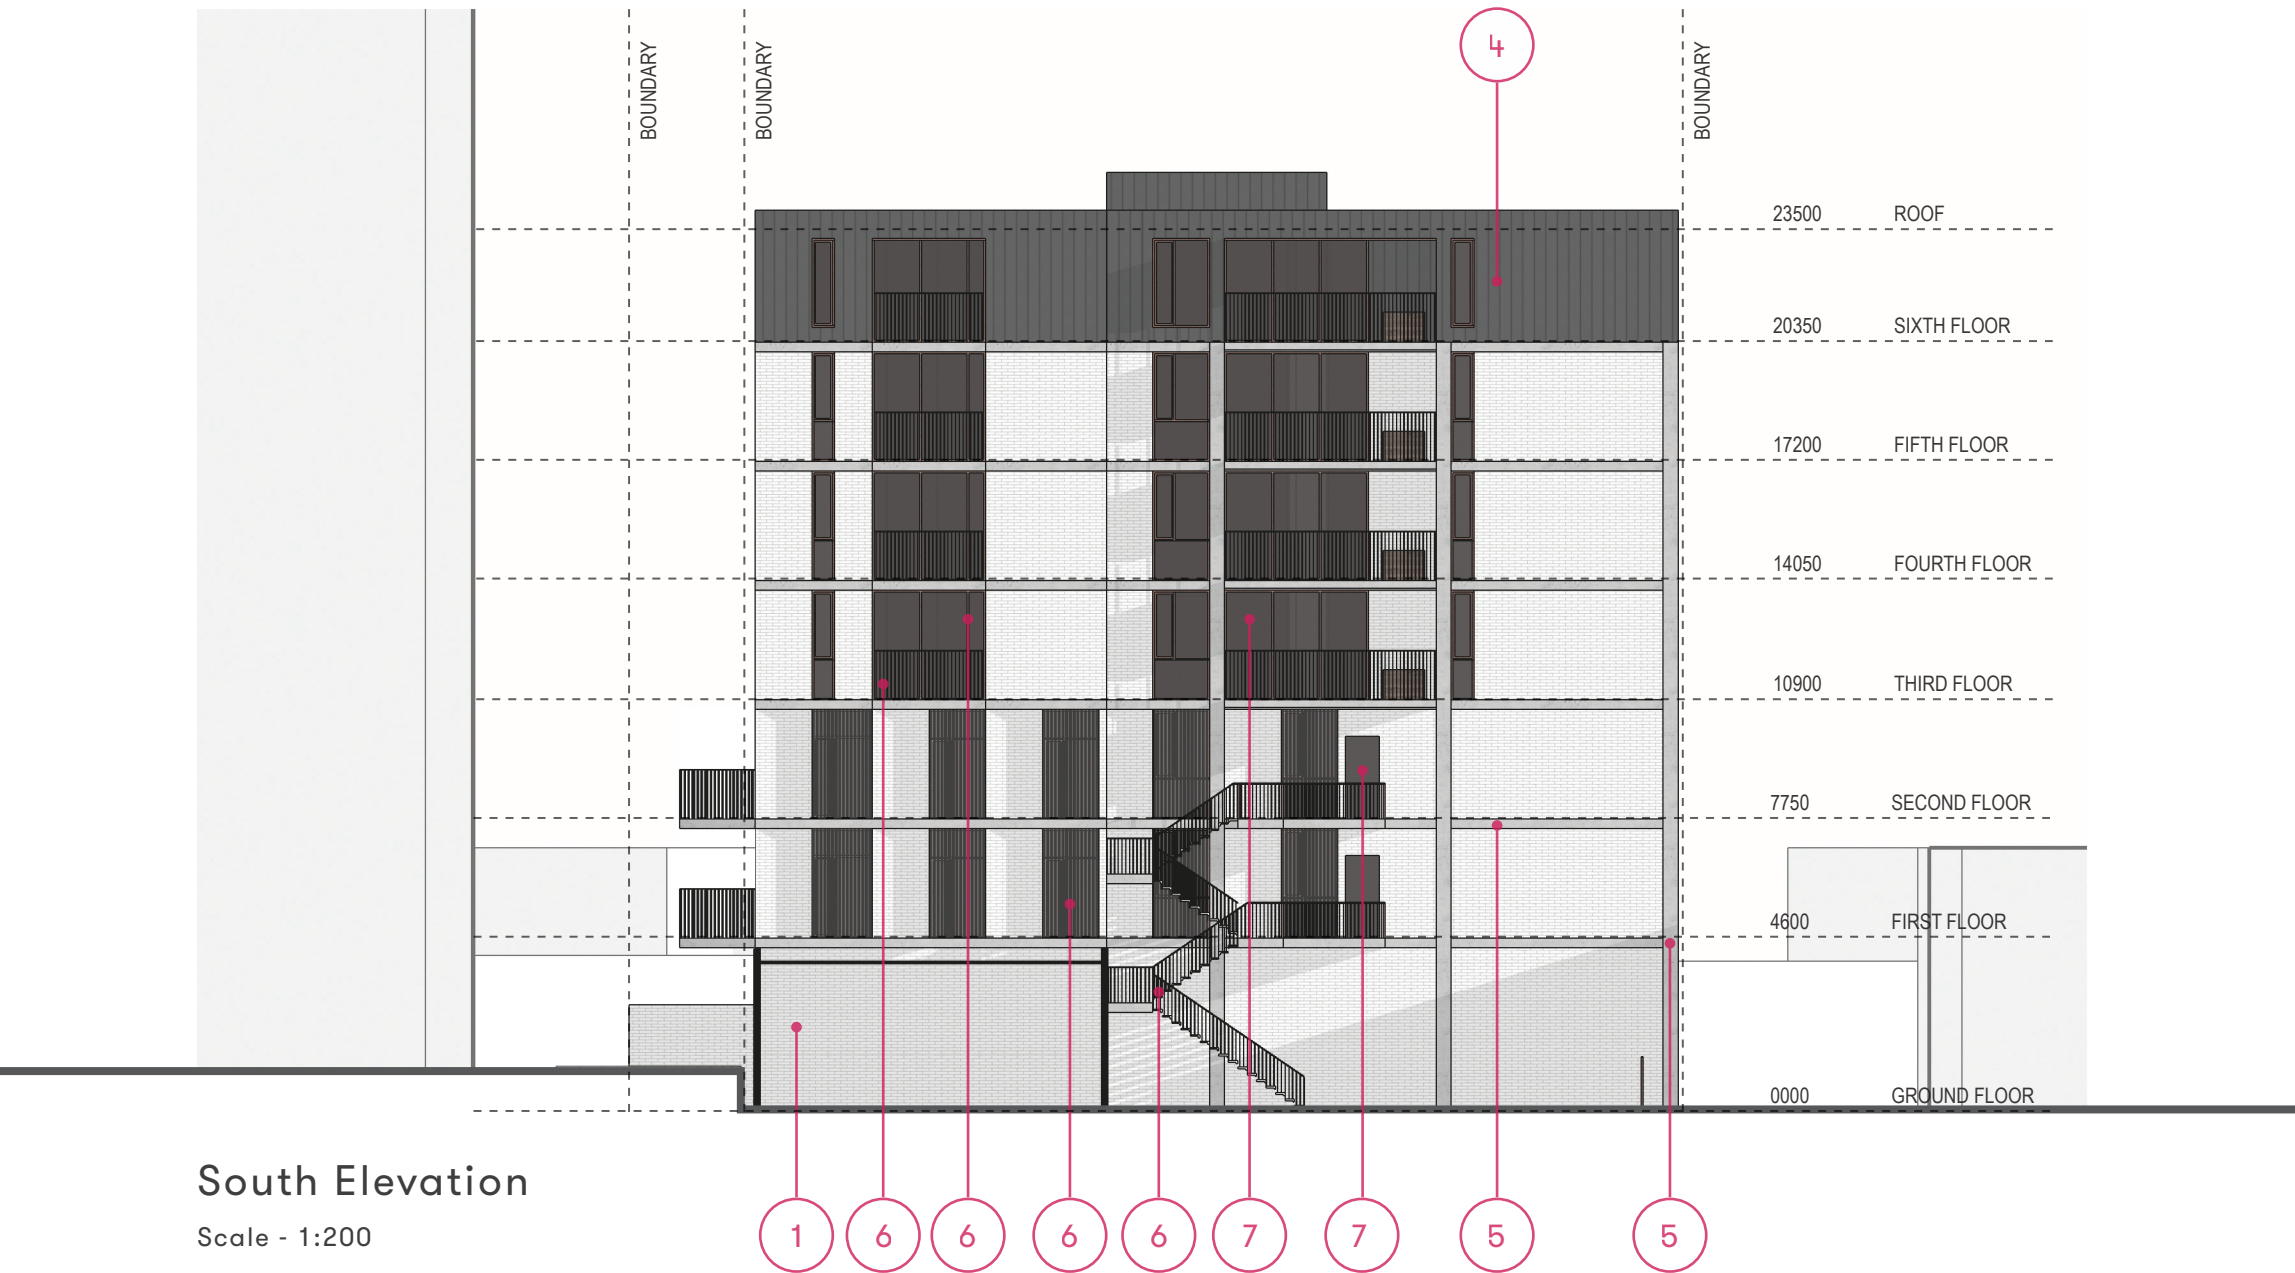 4
BOUNDARY
BOUNDARY
BOUNDARY
23500 ROOF
20350 SIXTH FLOOR
17200 FIFTH FLOOR
14050 FOURTH FLOOR
10900 THIRD FLOOR
7750 SECOND FLOOR
4600 FIRST FLOOR
0000 GROUND FLOOR
South Elevation
Scale - 1:200
1 6 6 6 6 7 7 5 5